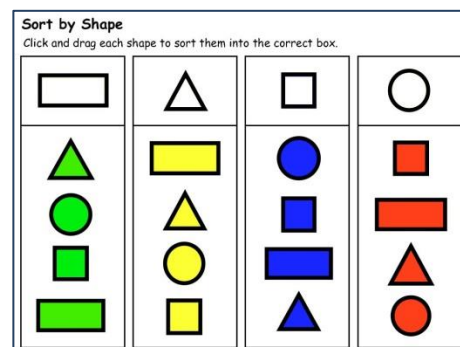 Sort by Shape
Click and drag each shape to sort them into the correct box.